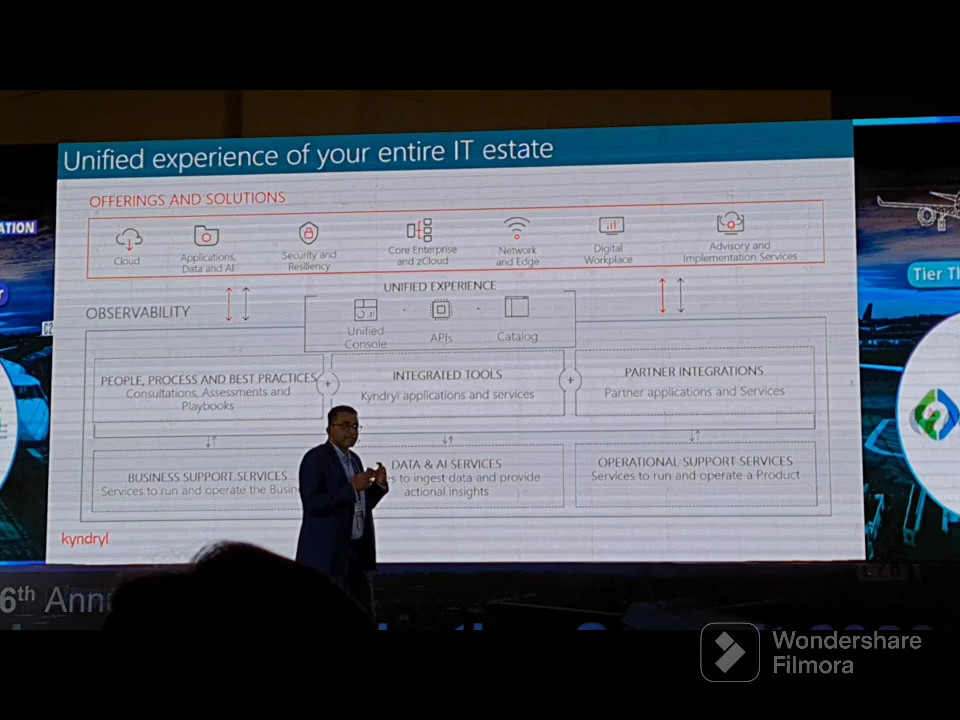 Unified experience of your entire IT estate
OFFERINGS AND SOLUTIONS
Cloud
Applications,
Data and AI
Security and
Resiliency
Core Enterprise
and zCloud
Network
and Edge
Digital
Workplace
Advisory and
Implementation Services
UNIFIED EXPERIENCE
OBSERVABILITY
Unified
Console
APIs
Catalog
PEOPLE, PROCESS AND BEST PRACTICES
Consultations, Assessments and
Playbooks
INTEGRATED TOOLS
Kyndryl applications and services
PARTNER INTEGRATIONS
Partner applications and Services
BUSINESS SUPPORT SERVICES
Services to run and operate the Busin
DATA & AI SERVICES
to ingest data and provide
actional insights
OPERATIONAL SUPPORT SERVICES
Services to run and operate a Product
kyndryl
ATION
Tier Th
6th Annu
Wondershare
Filmora